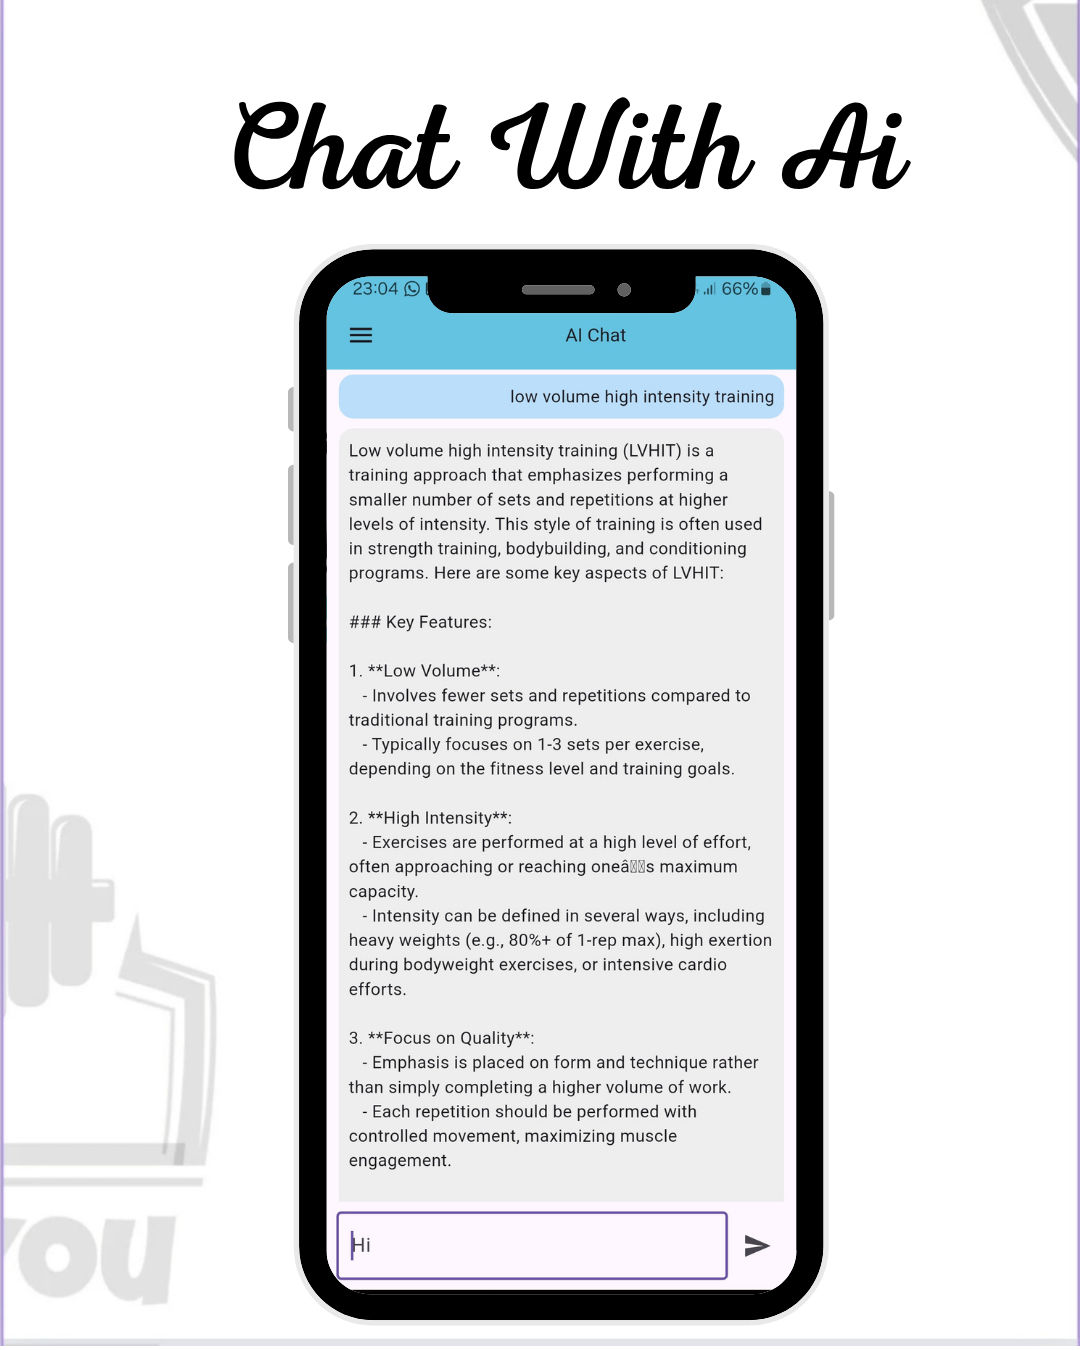 Chat With Ai
23:04
66%
AI Chat
low volume high intensity training
Low volume high intensity training (LVHIT) is a
training approach that emphasizes performing a
smaller number of sets and repetitions at higher
levels of intensity. This style of training is often used
in strength training, bodybuilding, and conditioning
programs. Here are some key aspects of LVHIT:
### Key Features:
1. **Low Volume**:
- Involves fewer sets and repetitions compared to
traditional training programs.
- Typically focuses on 1-3 sets per exercise,
depending on the fitness level and training goals.
2. **High Intensity**:
- Exercises are performed at a high level of effort,
often approaching or reaching oneâ▯▯s maximum
capacity.
- Intensity can be defined in several ways, including
heavy weights (e.g., 80%+ of 1-rep max), high exertion
during bodyweight exercises, or intensive cardio
efforts.
3. **Focus on Quality**:
- Emphasis is placed on form and technique rather
than simply completing a higher volume of work.
- Each repetition should be performed with
controlled movement, maximizing muscle
engagement.
Hi
YOU